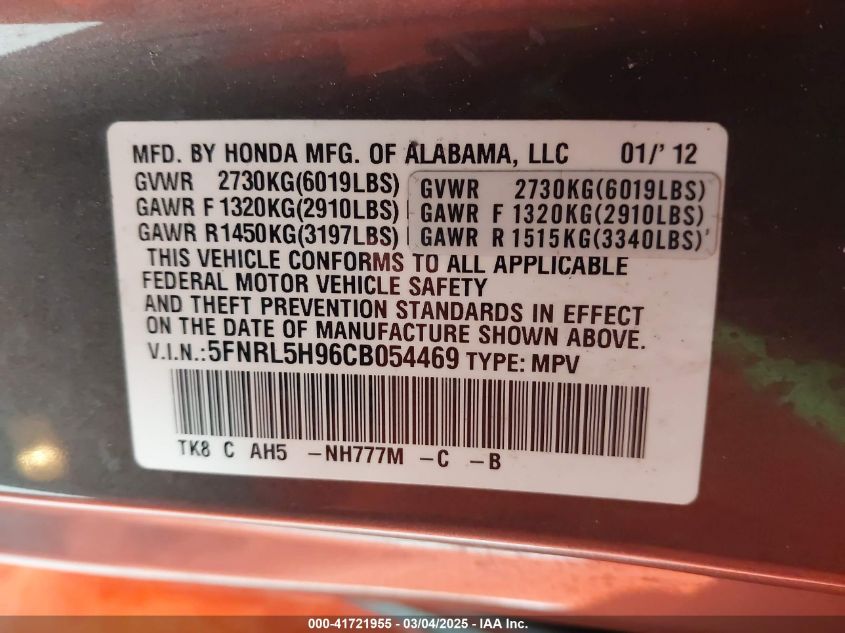 MFD. BY HONDA MFG. OF ALABAMA, LLC 01/' 12
GVWR 2730KG(6019LBS) GVWR 2730KG(6019LBS)
GAWR F 1320KG(2910LBS) GAWR F 1320KG(2910LBS)
GAWR R1450KG(3197LBS) GAWR R 1515KG(3340LBS)'
THIS VEHICLE CONFORMS TO ALL APPLICABLE
FEDERAL MOTOR VEHICLE SAFETY
AND THEFT PREVENTION STANDARDS IN EFFECT
ON THE DATE OF MANUFACTURE SHOWN ABOVE.
V.I.N.:5FNRL5H96CB054469 TYPE: MPV
TK8 C AH5 -NH777M -C -B
000-41721955 - 03/04/2025 - IAA Inc.